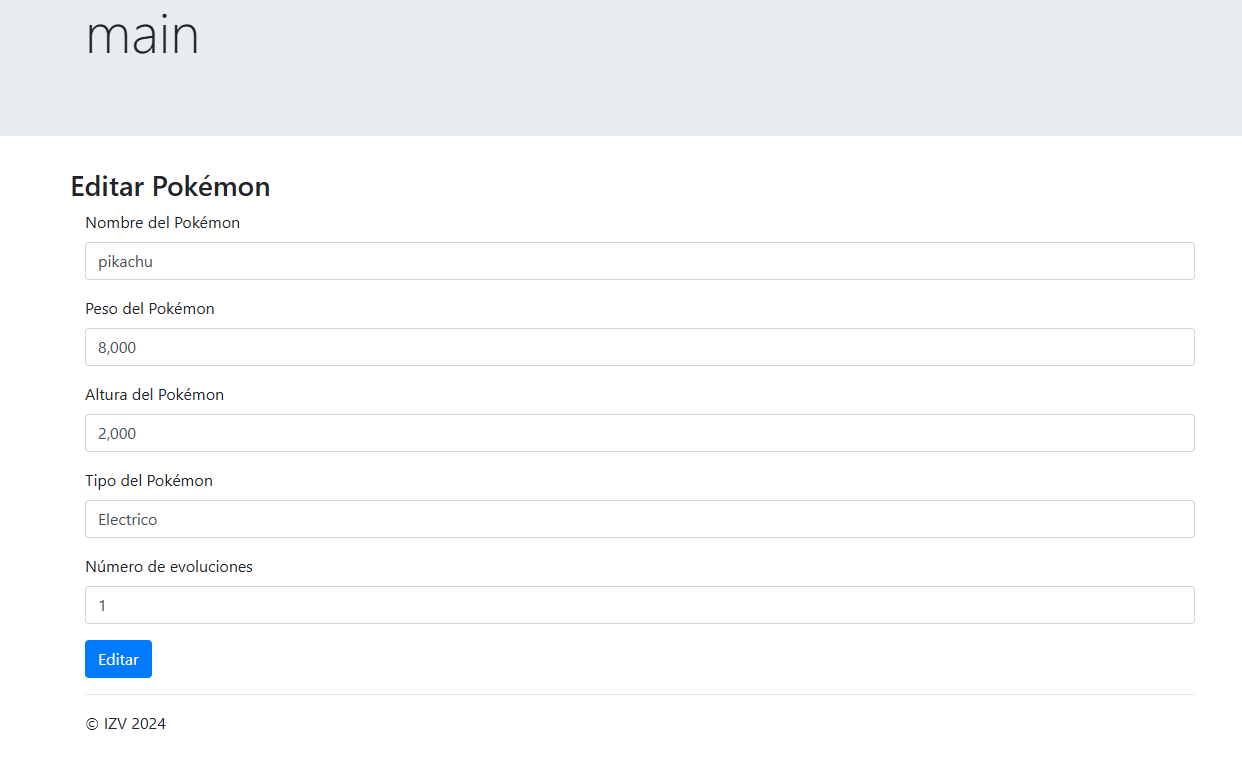 main
Editar Pokémon
Nombre del Pokémon
pikachu
Peso del Pokémon
8,000
Altura del Pokémon
2,000
Tipo del Pokémon
Electrico
Número de evoluciones
1
Editar
© IZV 2024